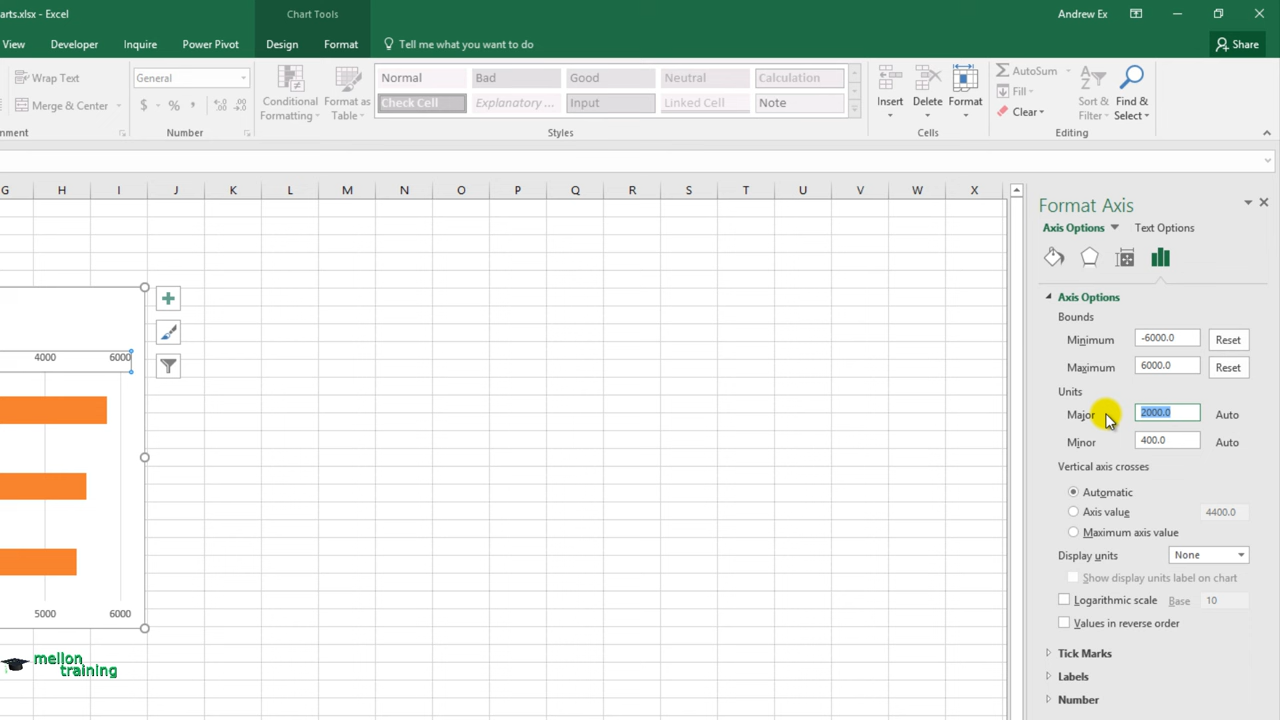 arts.xlsx - Excel
Chart Tools
Andrew Ex
View Developer Inquire Power Pivot Design Format Tell me what you want to do Share
Wrap Text
Merge & Center
General
$ % , .0 .00 .00 .0
Conditional Formatting
Format as Table
Normal Bad Good Neutral Calculation
Check Cell Explanatory ... Input Linked Cell Note
Insert Delete Format
AutoSum
Fill
Clear
Sort & Filter
Find & Select
nment Number Styles Cells Editing
G H I J K L M N O P Q R S T U V W X
4000 6000
5000 6000
mellon
training
Format Axis
Axis Options Text Options
Axis Options
Bounds
Minimum -6000.0 Reset
Maximum 6000.0 Reset
Units
Major 2000.0 Auto
Minor 400.0 Auto
Vertical axis crosses
Automatic
Axis value 4400.0
Maximum axis value
Display units None
Show display units label on chart
Logarithmic scale Base 10
Values in reverse order
Tick Marks
Labels
Number